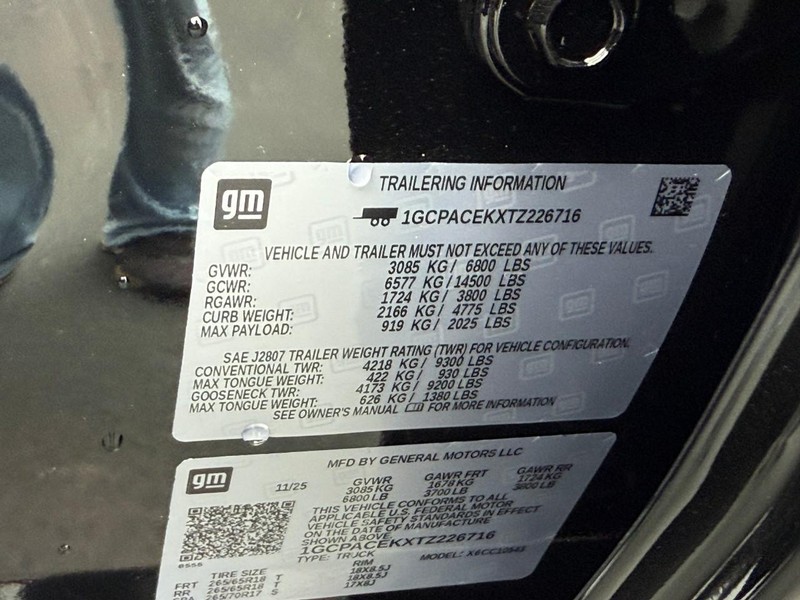 gm
TRAILERING INFORMATION
1GCPACEKXTZ226716
VEHICLE AND TRAILER MUST NOT EXCEED ANY OF THESE VALUES.
GVWR: 3085 KG / 6800 LBS
GCWR: 6577 KG / 14500 LBS
RGAWR: 1724 KG / 3800 LBS
CURB WEIGHT: 2166 KG / 4775 LBS
MAX PAYLOAD: 919 KG / 2025 LBS
SAE J2807 TRAILER WEIGHT RATING (TWR) FOR VEHICLE CONFIGURATION.
CONVENTIONAL TWR: 4218 KG / 9300 LBS
MAX TONGUE WEIGHT: 422 KG / 930 LBS
GOOSENECK TWR: 4173 KG / 9200 LBS
MAX TONGUE WEIGHT: 626 KG / 1380 LBS
SEE OWNER'S MANUAL FOR MORE INFORMATION
gm
MFD BY GENERAL MOTORS LLC
11/25 GVWR GAWR FRT GAWR RR
3085 KG 1678 KG 1724 KG
6800 LB 3700 LB 3800 LB
THIS VEHICLE CONFORMS TO ALL
APPLICABLE U.S. FEDERAL MOTOR
VEHICLE SAFETY STANDARDS IN EFFECT
ON THE DATE OF MANUFACTURE
SHOWN ABOVE.
1GCPACEKXTZ226716
TYPE: TRUCK MODEL:
TIRE SIZE RIM
FRT 265/65R18 T 18X8.5J
RR 265/65R18 T 18X8.5J
SPA 265/70R17 S 17X8J